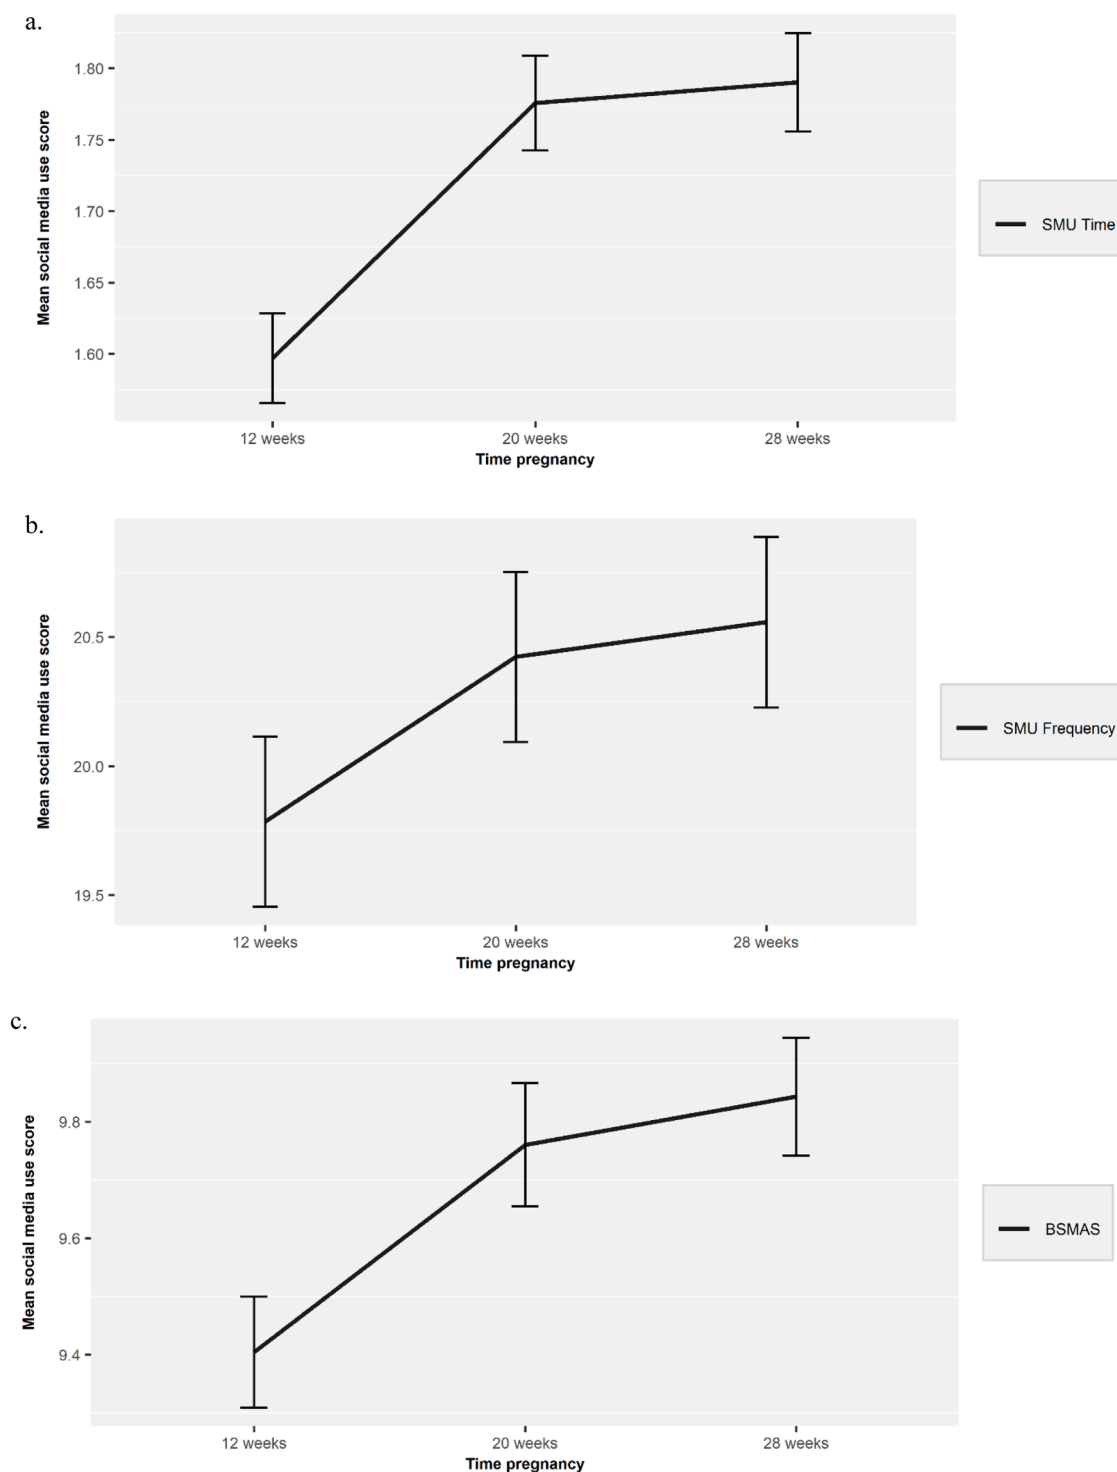 a.
Mean social media use score
1.80
1.75
1.70
1.65
1.60
12 weeks
20 weeks
28 weeks
Time pregnancy
SMU Time
b.
Mean social media use score
20.5
20.0
19.5
12 weeks
20 weeks
28 weeks
Time pregnancy
SMU Frequency
c.
Mean social media use score
9.8
9.6
9.4
12 weeks
20 weeks
28 weeks
Time pregnancy
BSMAS